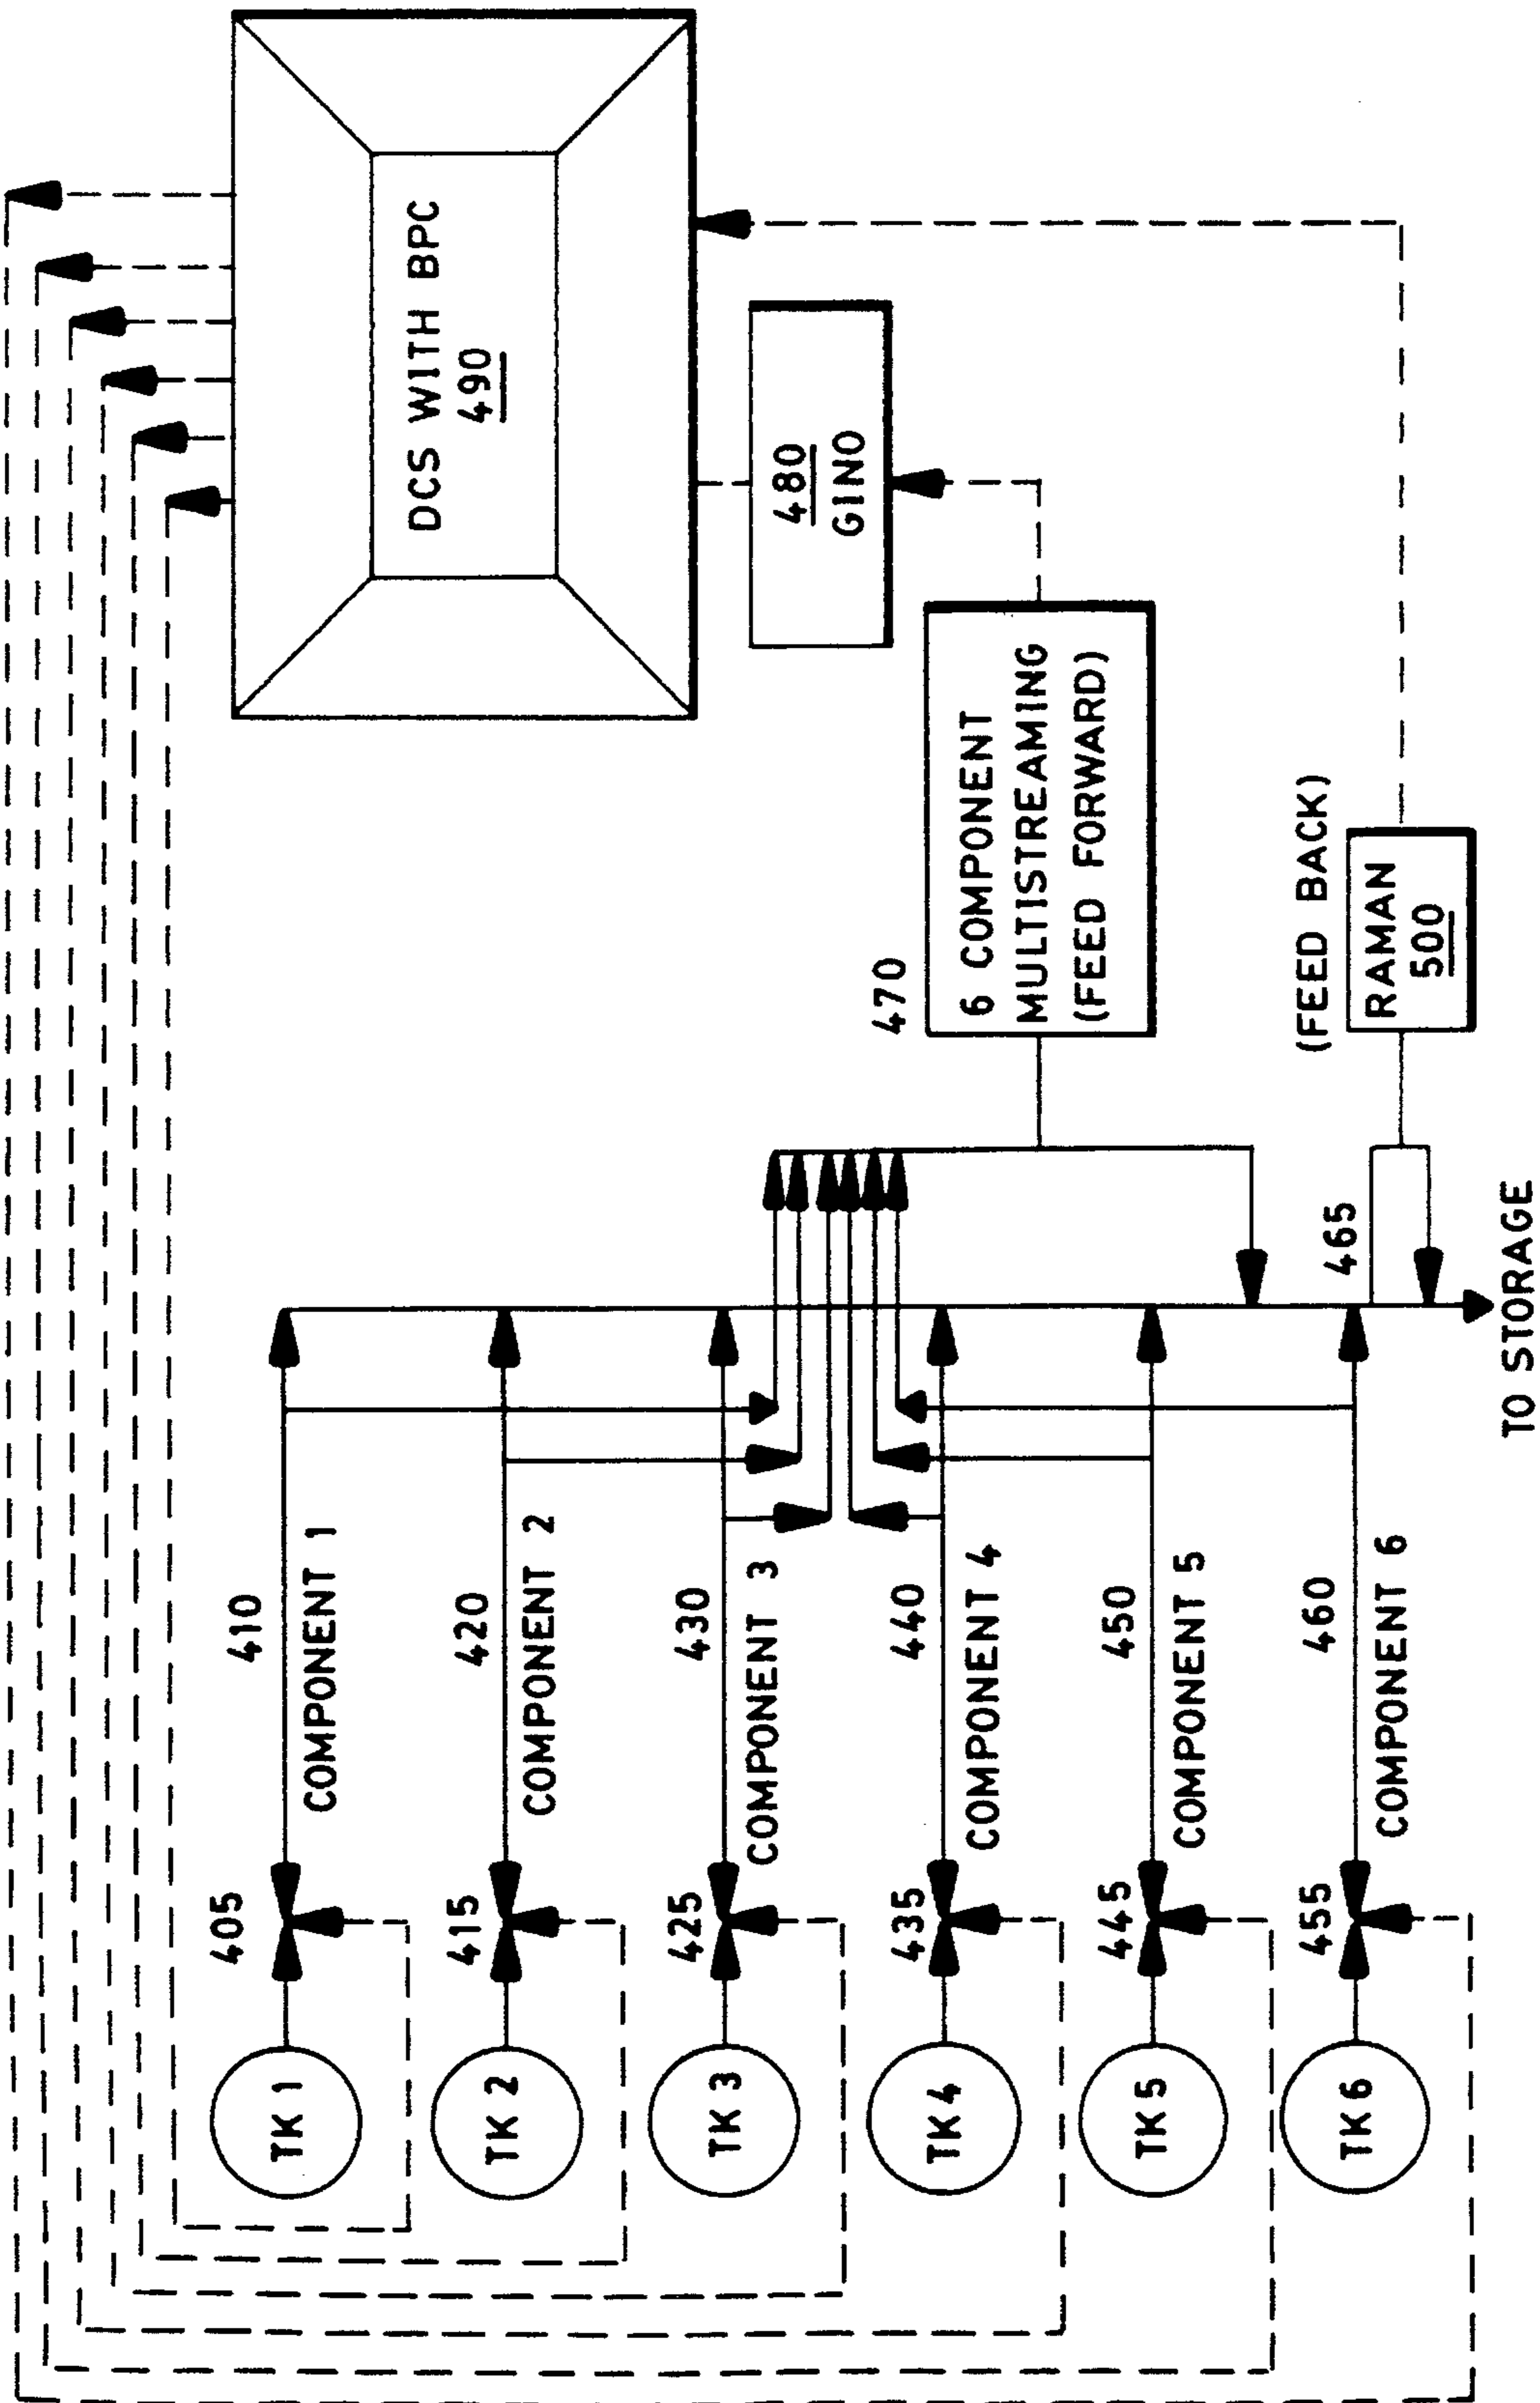 DCS WITH BPC
490
480
GINO
470
6 COMPONENT
MULTISTREAMING
(FEED FORWARD)
(FEED BACK)
RAMAN
500
465
TO STORAGE
TK 1
405
410
COMPONENT 1
TK 2
415
420
COMPONENT 2
TK 3
425
430
COMPONENT 3
TK 4
435
440
COMPONENT 4
TK 5
445
450
COMPONENT 5
TK 6
455
460
COMPONENT 6